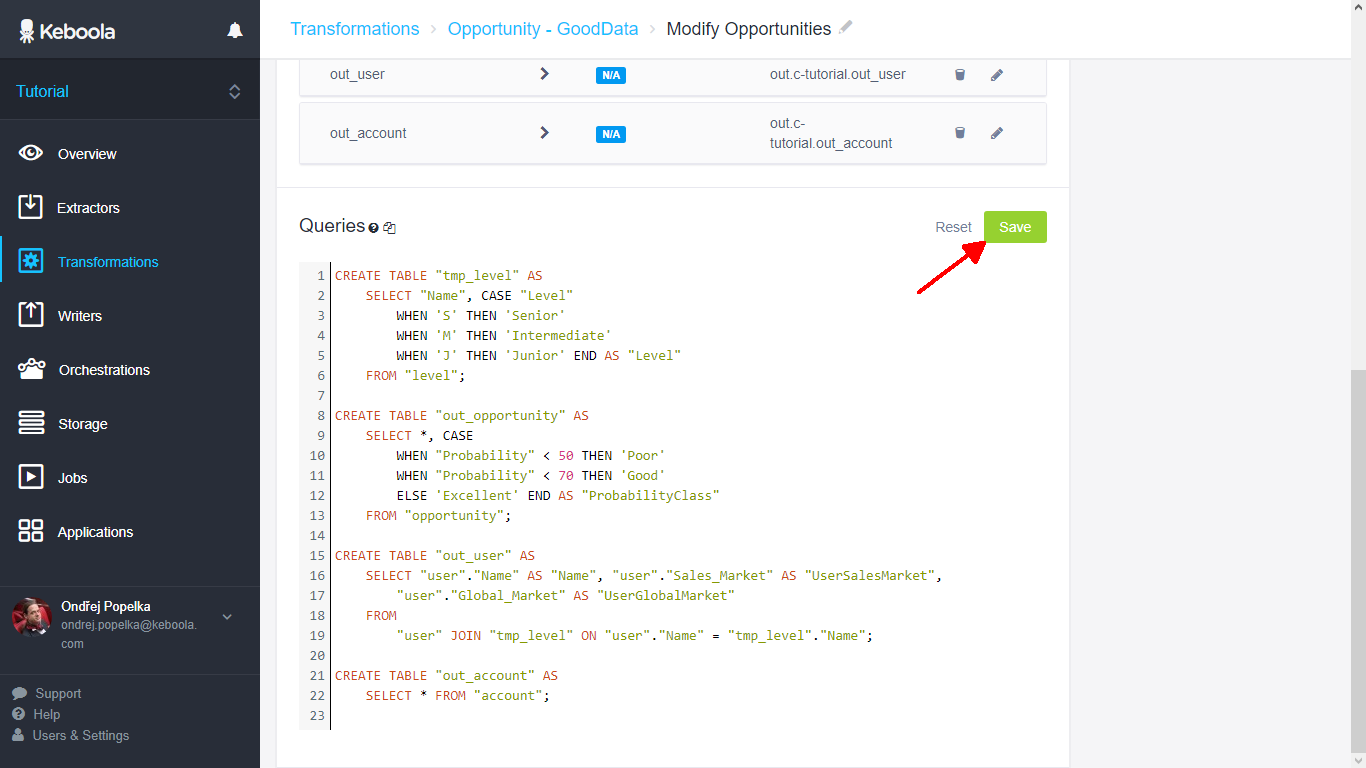 Keboola
Tutorial
Overview
Extractors
Transformations
Writers
Orchestrations
Storage
Jobs
Applications
Ondřej Popelka
ondrej.popelka@keboola.
com
Support
Help
Users & Settings
Transformations › Opportunity - GoodData › Modify Opportunities
out_user N/A out.c-tutorial.out_user
out_account N/A out.c-
tutorial.out_account
Queries Reset Save
1 CREATE TABLE "tmp_level" AS
2     SELECT "Name", CASE "Level"
3         WHEN 'S' THEN 'Senior'
4         WHEN 'M' THEN 'Intermediate'
5         WHEN 'J' THEN 'Junior' END AS "Level"
6     FROM "level";
7
8 CREATE TABLE "out_opportunity" AS
9     SELECT *, CASE
10         WHEN "Probability" < 50 THEN 'Poor'
11         WHEN "Probability" < 70 THEN 'Good'
12         ELSE 'Excellent' END AS "ProbabilityClass"
13     FROM "opportunity";
14
15 CREATE TABLE "out_user" AS
16     SELECT "user"."Name" AS "Name", "user"."Sales_Market" AS "UserSalesMarket",
17         "user"."Global_Market" AS "UserGlobalMarket"
18     FROM
19         "user" JOIN "tmp_level" ON "user"."Name" = "tmp_level"."Name";
20
21 CREATE TABLE "out_account" AS
22     SELECT * FROM "account";
23